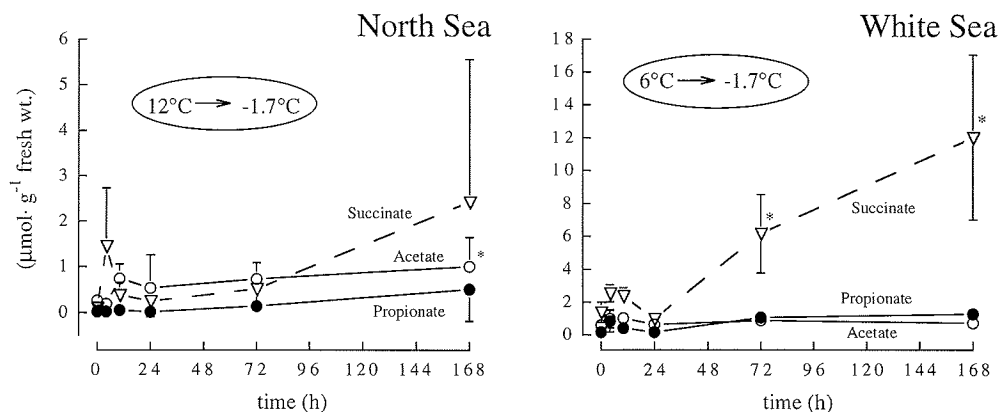 North Sea
6
5
4
3
2
1
0
12°C → -1.7°C
Succinate
Acetate
*
Propionate
(μmol· g⁻¹ fresh wt.)
0 24 48 72 96 120 144 168
time (h)
White Sea
18
16
14
12
10
8
6
4
2
0
6°C → -1.7°C
*
*
Succinate
Propionate
Acetate
0 24 48 72 96 120 144 168
time (h)